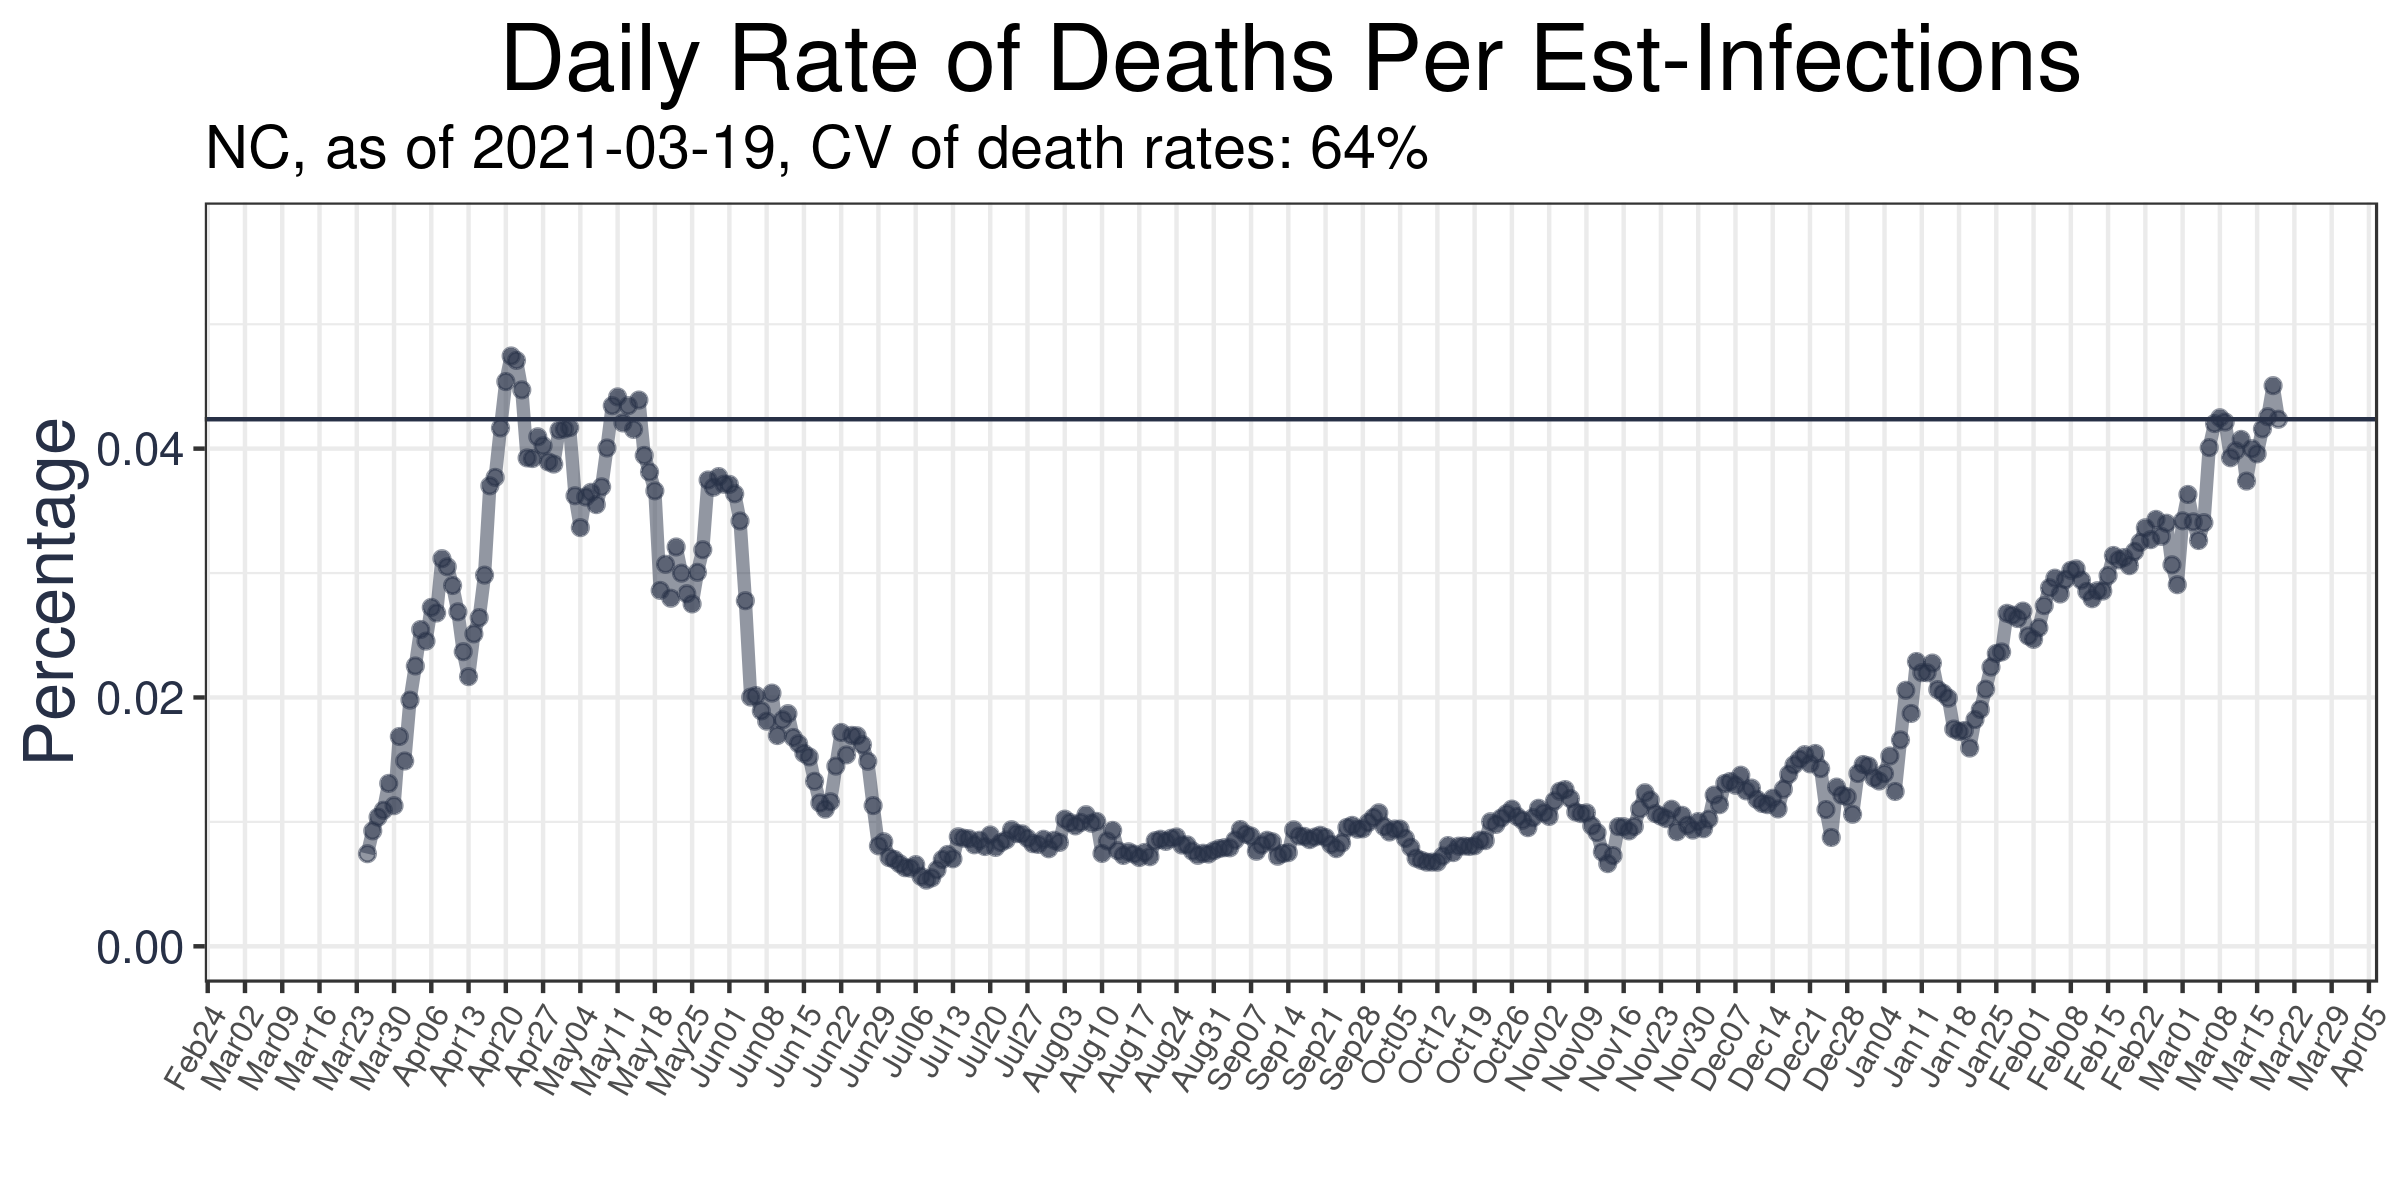 Daily Rate of Deaths Per Est-Infections
NC, as of 2021-03-19, CV of death rates: 64%
Percentage
0.04
0.02
0.00
Feb24
Mar02
Mar09
Mar16
Mar23
Mar30
Apr06
Apr13
Apr20
Apr27
May04
May11
May18
May25
Jun01
Jun08
Jun15
Jun22
Jun29
Jul06
Jul13
Jul20
Jul27
Aug03
Aug10
Aug17
Aug24
Aug31
Sep07
Sep14
Sep21
Sep28
Oct05
Oct12
Oct19
Oct26
Nov02
Nov09
Nov16
Nov23
Nov30
Dec07
Dec14
Dec21
Dec28
Jan04
Jan11
Jan18
Jan25
Feb01
Feb08
Feb15
Feb22
Mar01
Mar08
Mar15
Mar22
Mar29
Apr05